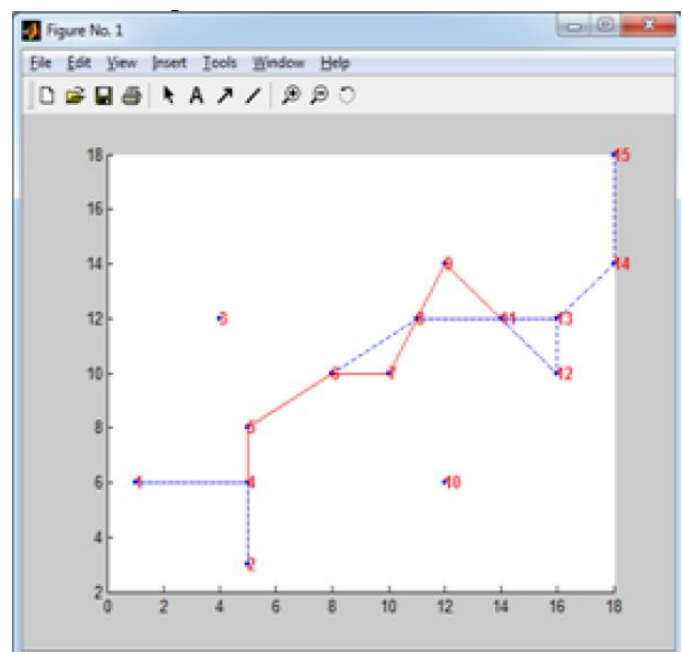 Figure No. 1
File Edit View Insert Tools Window Help
A
18 15
16
14 9 14
12 3 8 11 13
10 6 7 12
8 5
6 1 4 10
4
2
2
0 2 4 6 8 10 12 14 16 18